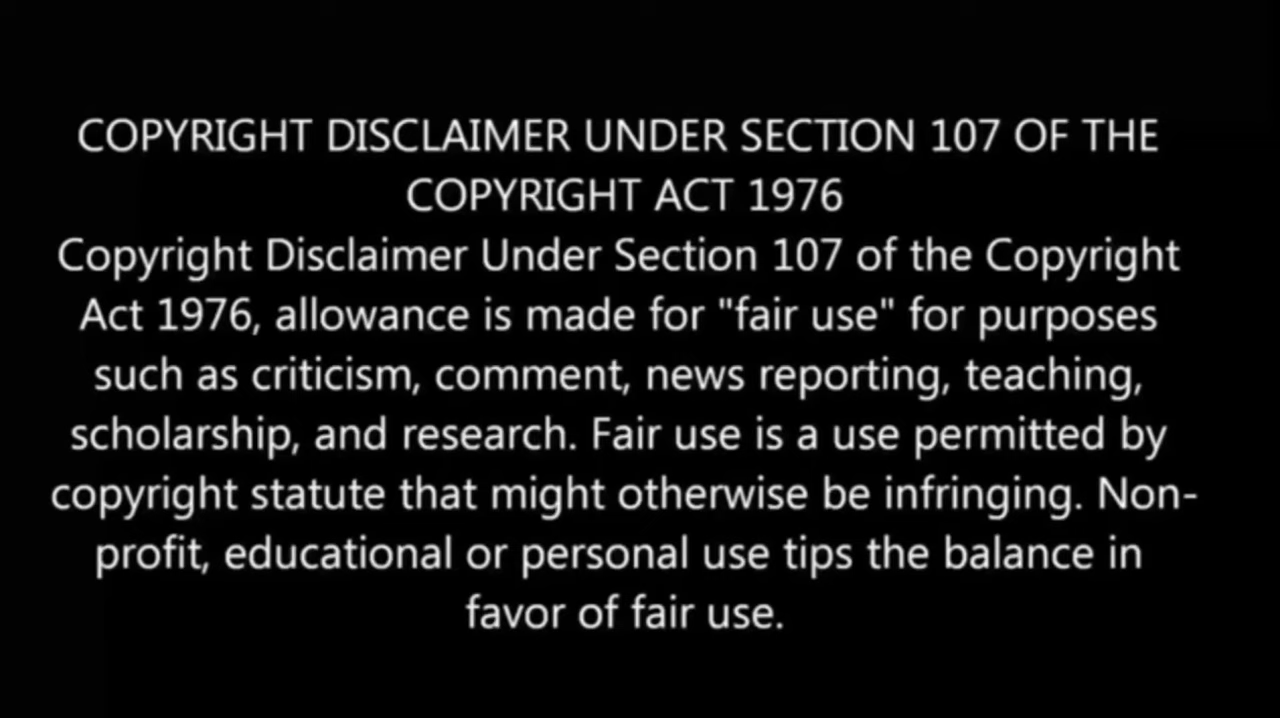 COPYRIGHT DISCLAIMER UNDER SECTION 107 OF THE
COPYRIGHT ACT 1976
Copyright Disclaimer Under Section 107 of the Copyright
Act 1976, allowance is made for "fair use" for purposes
such as criticism, comment, news reporting, teaching,
scholarship, and research. Fair use is a use permitted by
copyright statute that might otherwise be infringing. Non-
profit, educational or personal use tips the balance in
favor of fair use.